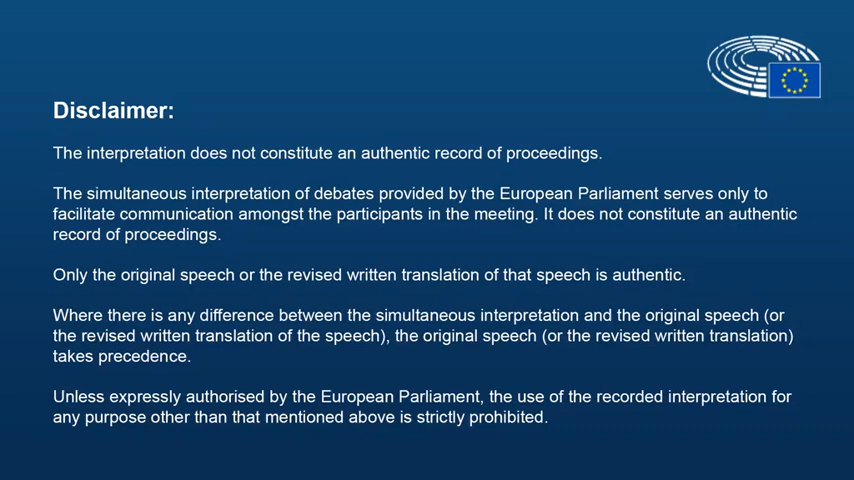 Disclaimer:
The interpretation does not constitute an authentic record of proceedings.
The simultaneous interpretation of debates provided by the European Parliament serves only to
facilitate communication amongst the participants in the meeting. It does not constitute an authentic
record of proceedings.
Only the original speech or the revised written translation of that speech is authentic.
Where there is any difference between the simultaneous interpretation and the original speech (or
the revised written translation of the speech), the original speech (or the revised written translation)
takes precedence.
Unless expressly authorised by the European Parliament, the use of the recorded interpretation for
any purpose other than that mentioned above is strictly prohibited.